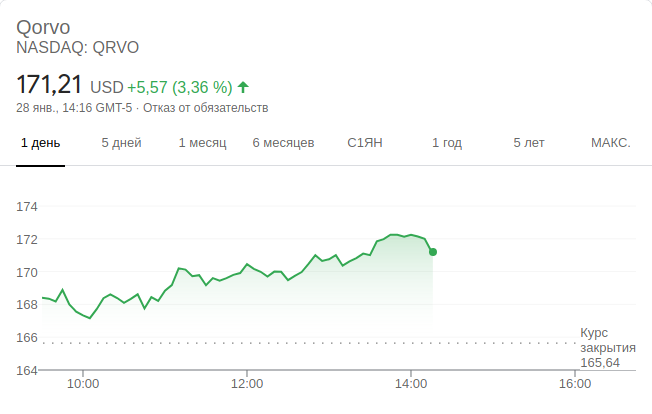 Qorvo
NASDAQ: QRVO
171,21 USD +5,57 (3,36 %)
28 янв., 14:16 GMT-5 · Отказ от обязательств
1 день 5 дней 1 месяц 6 месяцев С1ЯН 1 год 5 лет МАКС.
174
172
170
168
166
Курс
закрытия
165,64
164
10:00 12:00 14:00 16:00